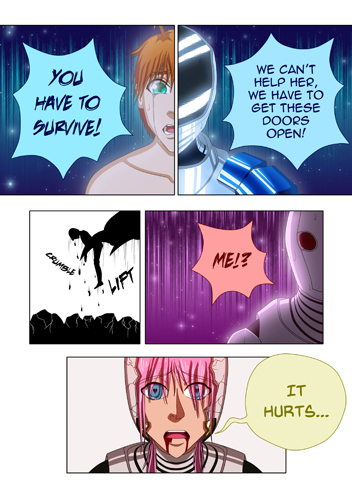 YOU
HAVE TO
SURVIVE!
WE CAN'T
HELP HER,
WE HAVE TO
GET THESE
DOORS
OPEN!
CRUMBLE
LIFT
ME!?
IT
HURTS...